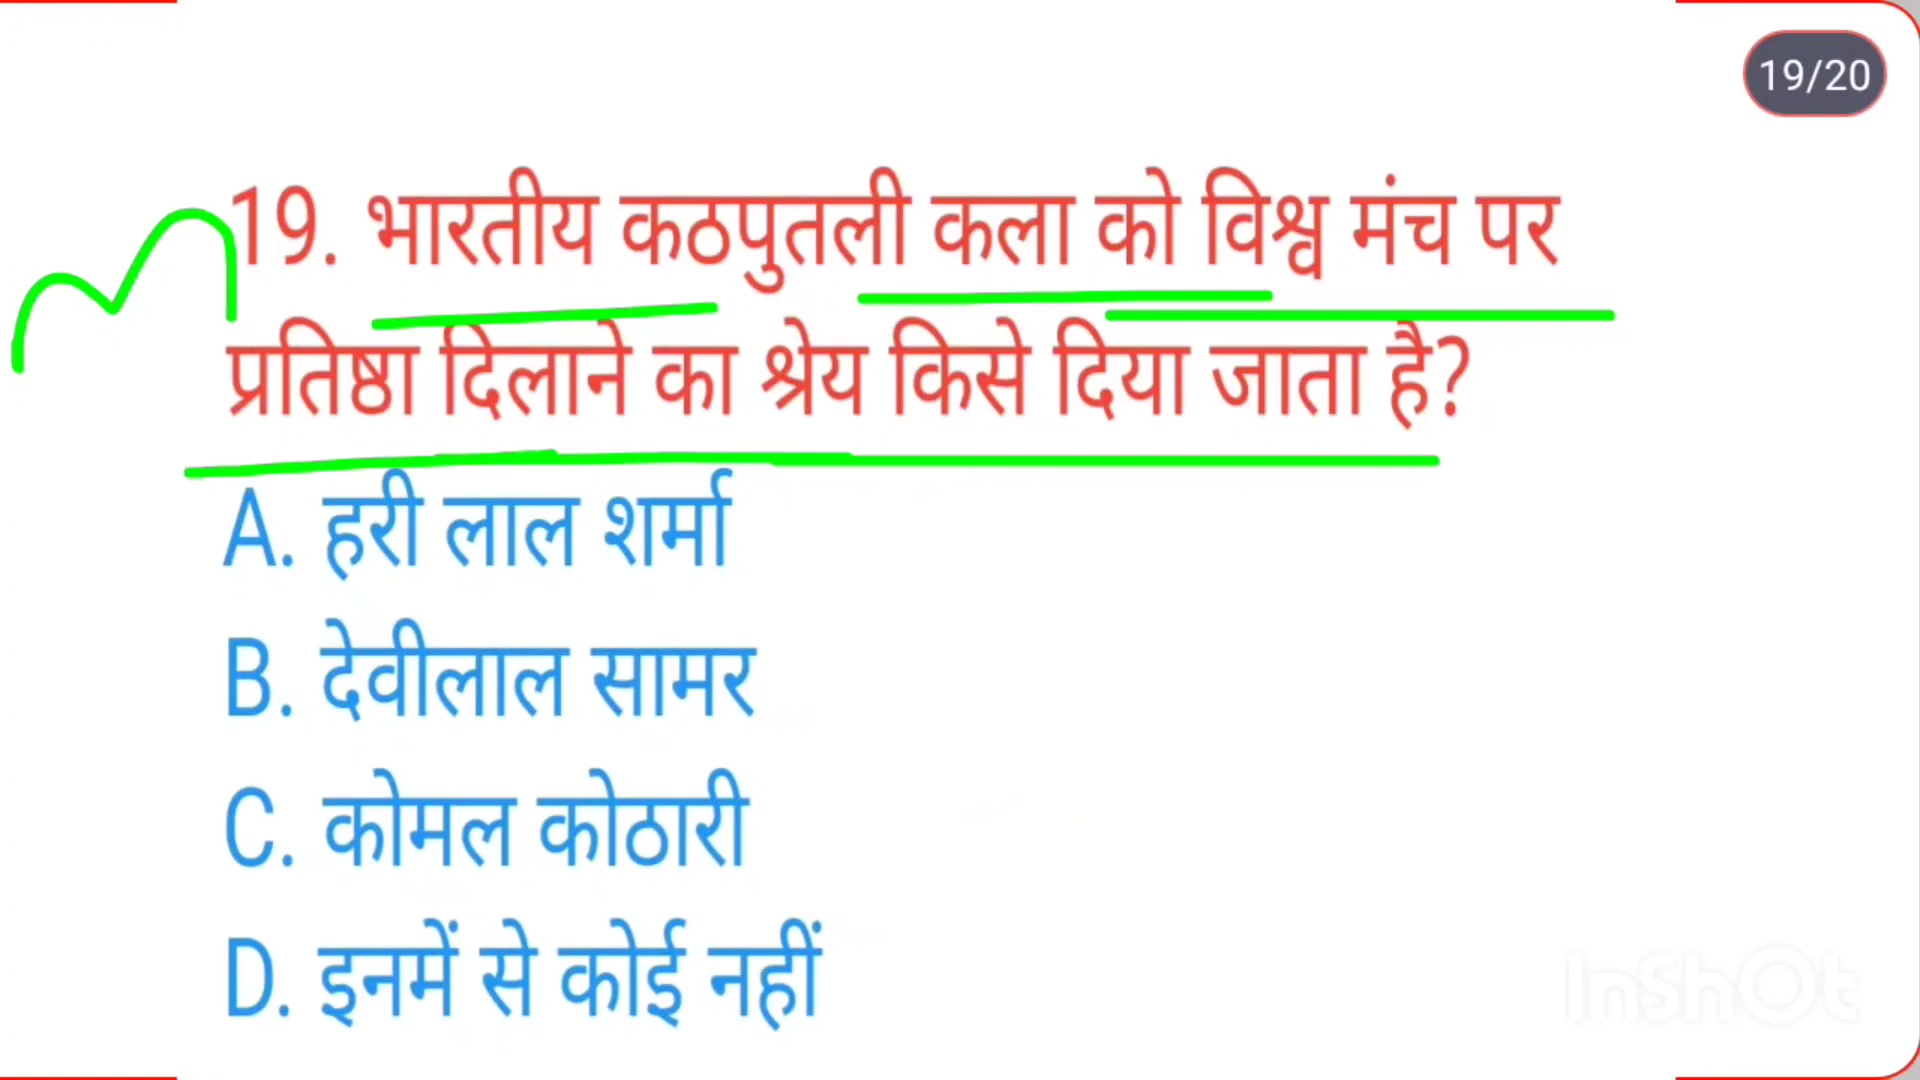 19/20
19. भारतीय कठपुतली कला को विश्व मंच पर
प्रतिष्ठा दिलाने का श्रेय किसे दिया जाता है?
A. हरी लाल शर्मा
B. देवीलाल सामर
C. कोमल कोठारी
D. इनमें से कोई नहीं
InShOt